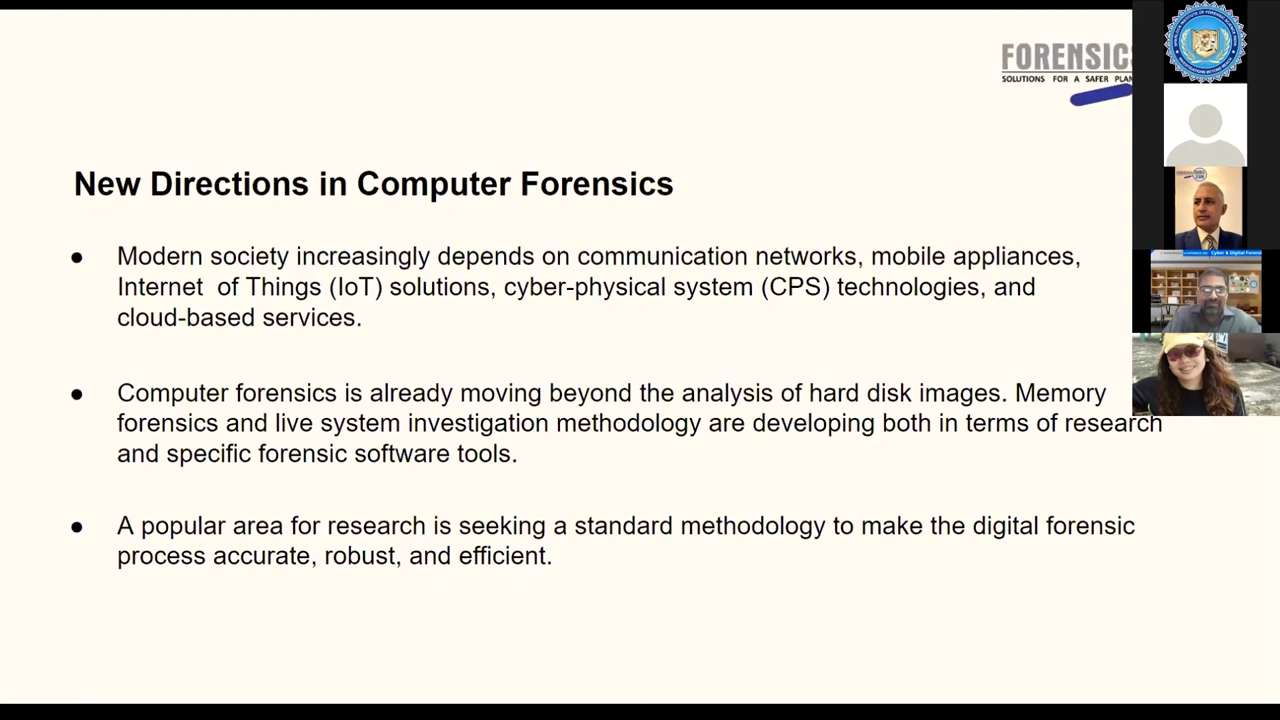 FORENSICS
SOLUTIONS FOR A SAFER PLAN
New Directions in Computer Forensics
● Modern society increasingly depends on communication networks, mobile appliances,
Internet of Things (IoT) solutions, cyber-physical system (CPS) technologies, and
cloud-based services.
● Computer forensics is already moving beyond the analysis of hard disk images. Memory
forensics and live system investigation methodology are developing both in terms of research
and specific forensic software tools.
● A popular area for research is seeking a standard methodology to make the digital forensic
process accurate, robust, and efficient.
Cyber & Digital Forensi